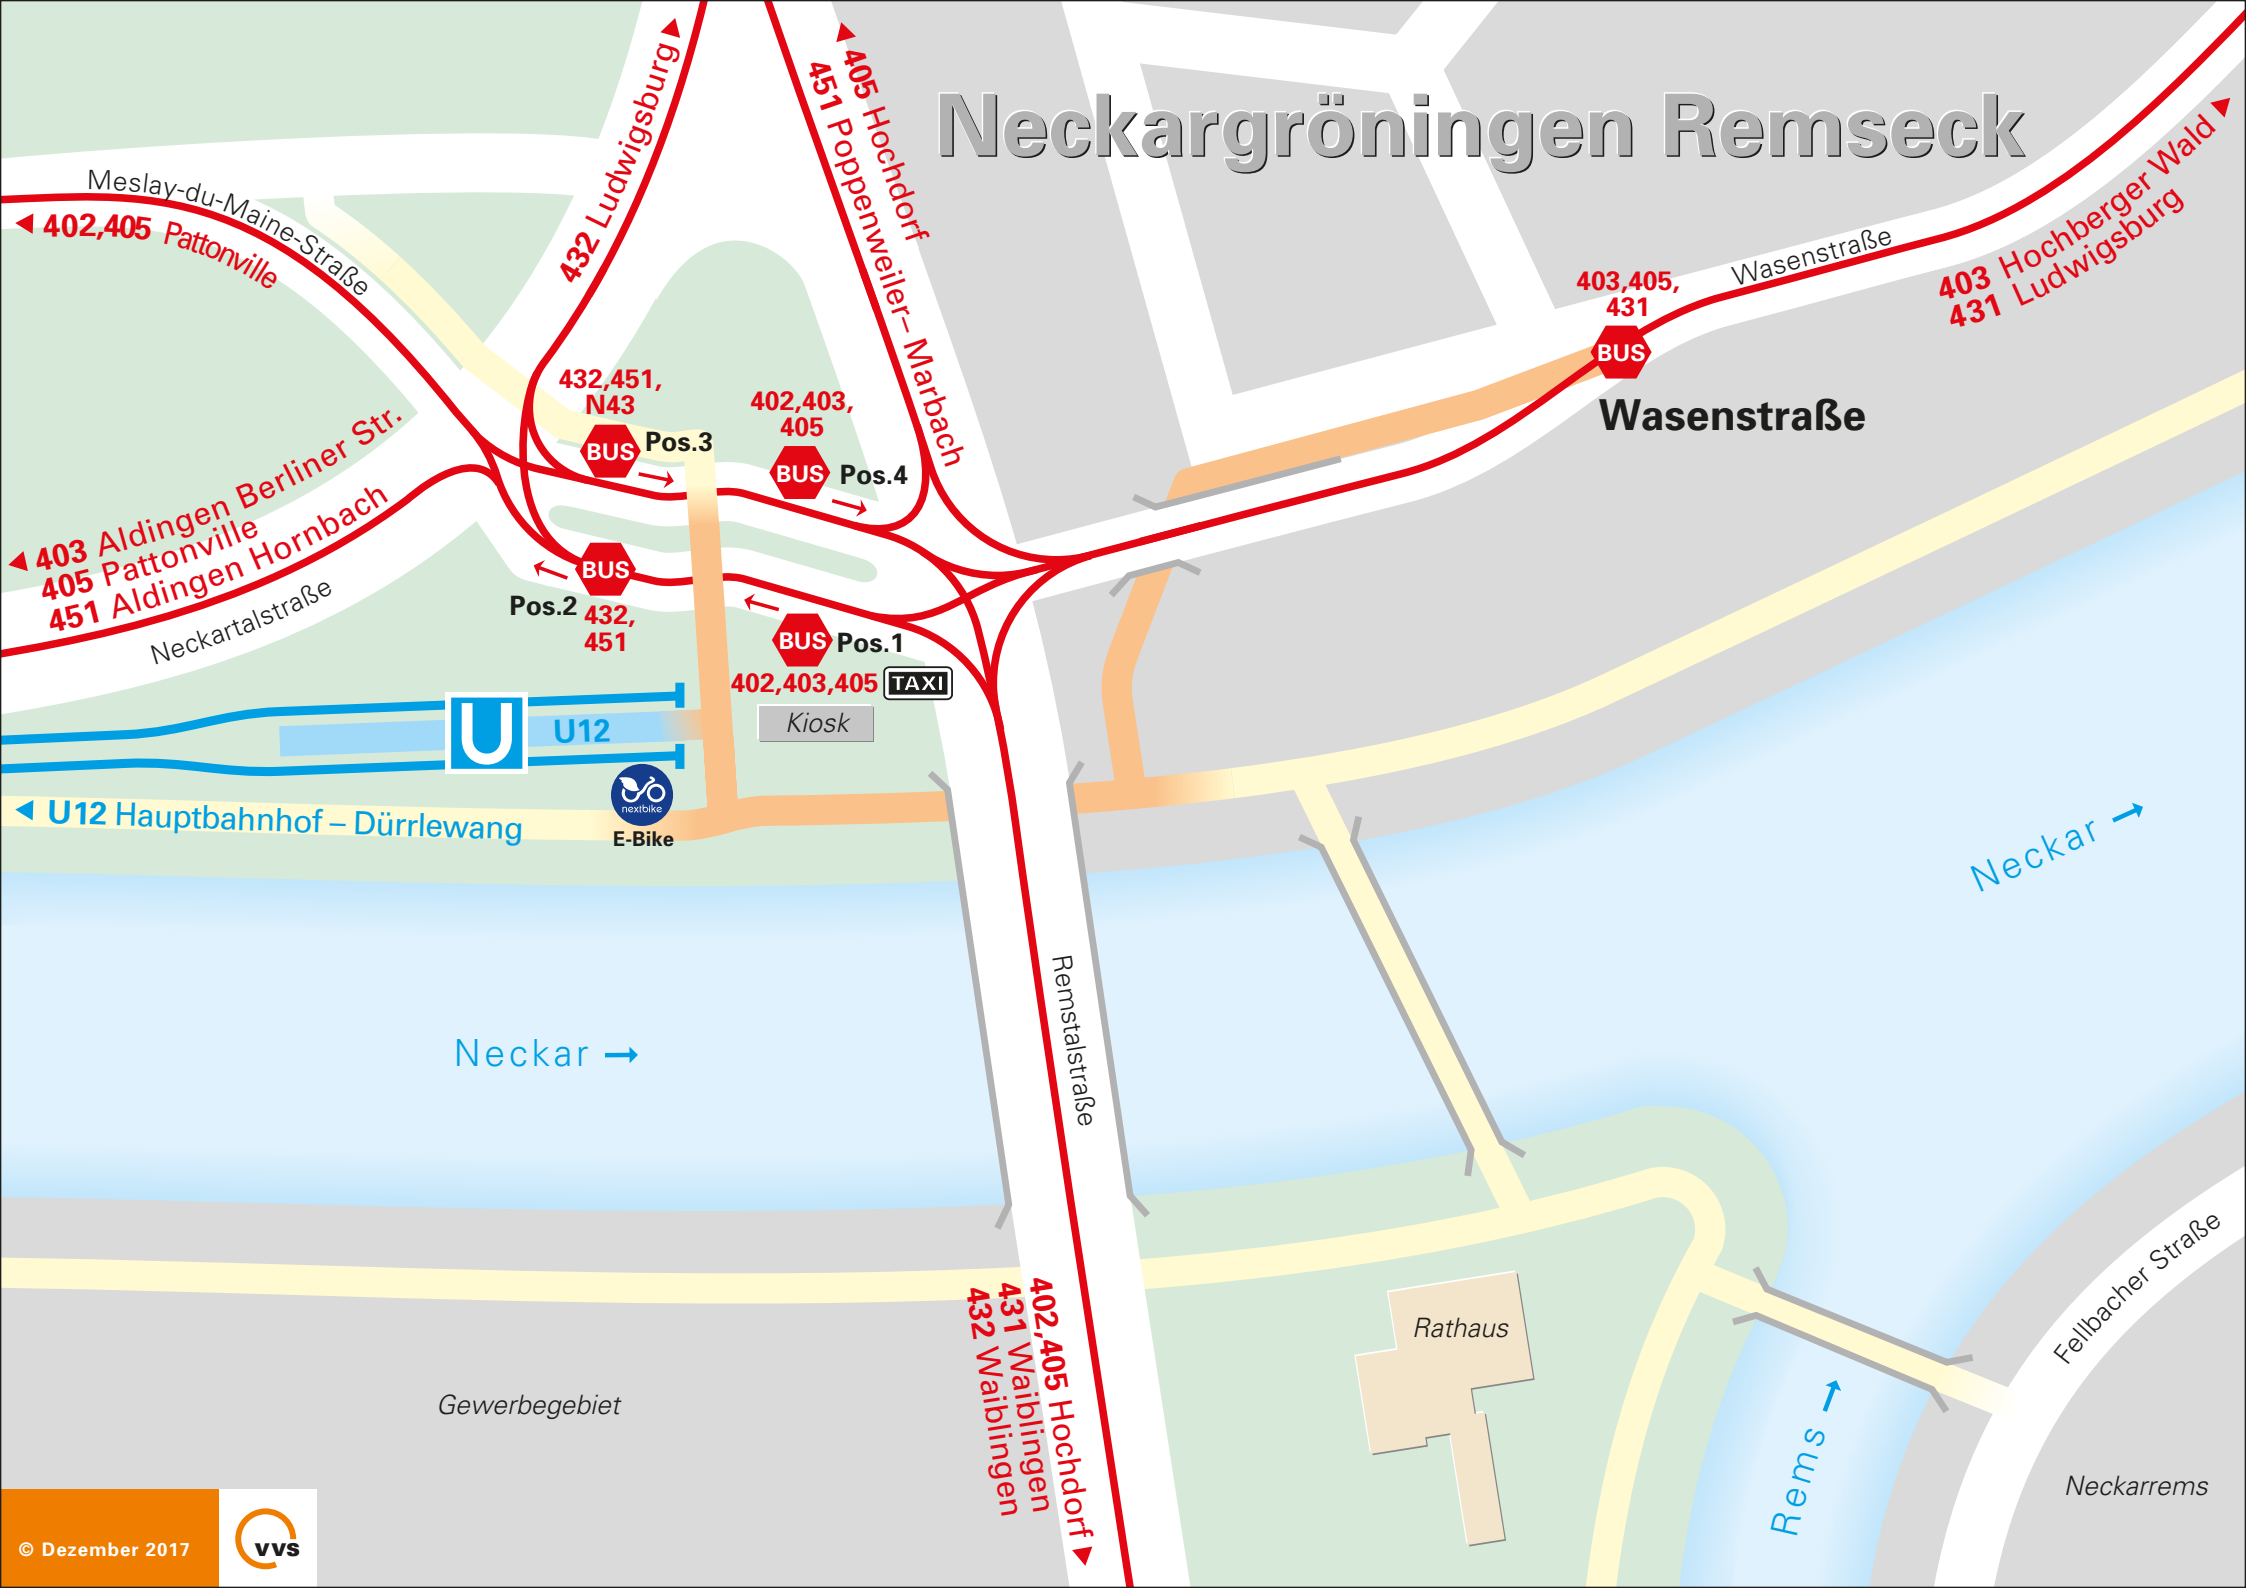 Neckargröningen Remseck
432 Ludwigsburg
405 Hochdorf
451 Poppenweiler– Marbach
Meslay-du-Maine-Straße
402,405 Pattonville
Wasenstraße
403 Hochberger Wald
431 Ludwigsburg
403,405,
431
BUS
Wasenstraße
432,451,
N43
BUS
Pos.3
402,403,
405
BUS
Pos.4
403 Aldingen Berliner Str.
405 Pattonville
451 Aldingen Hornbach
Neckartalstraße
BUS
Pos.2
432,
451
BUS
Pos.1
402,403,405
TAXI
Kiosk
U
U12
nextbike
E-Bike
U12 Hauptbahnhof – Dürrlewang
Neckar
Neckar
Remstalstraße
402,405 Hochdorf
431 Waiblingen
432 Waiblingen
Rathaus
Gewerbegebiet
Fellbacher Straße
Rems
Neckarrems
© Dezember 2017
vvs